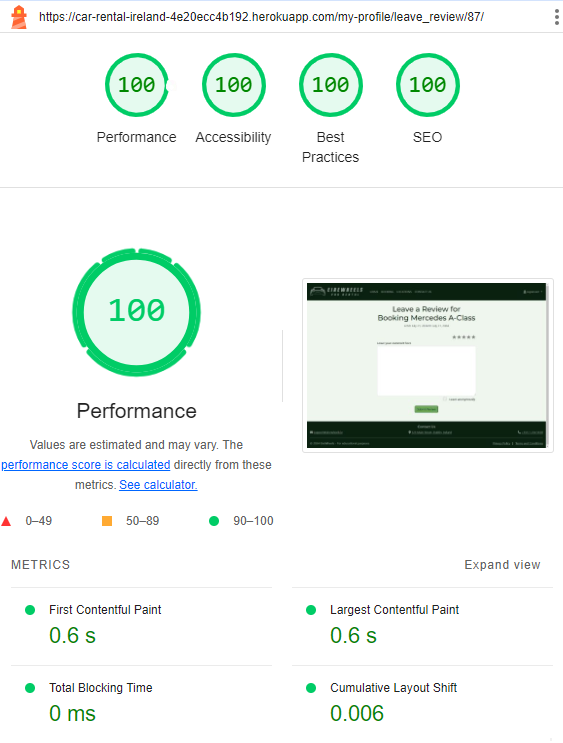 https://car-rental-ireland-4e20ecc4b192.herokuapp.com/my-profile/leave_review/87/
100
100
100
100
Performance
Accessibility
Best
Practices
SEO
100
Performance
Values are estimated and may vary. The
performance score is calculated directly from these
metrics. See calculator.
0–49
50–89
90–100
Leave a Review for
Booking Mercedes A-Class
METRICS
Expand view
First Contentful Paint
0.6 s
Largest Contentful Paint
0.6 s
Total Blocking Time
0 ms
Cumulative Layout Shift
0.006